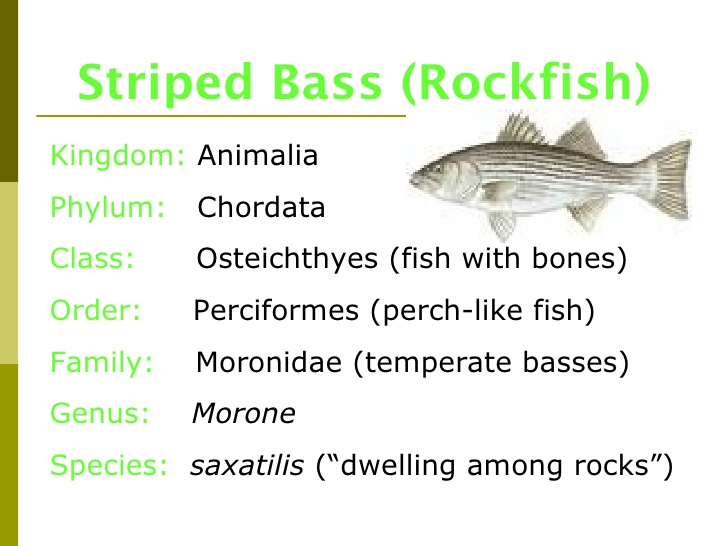 Striped Bass (Rockfish)
Kingdom: Animalia
Phylum: Chordata
Class: Osteichthyes (fish with bones)
Order: Perciformes (perch-like fish)
Family: Moronidae (temperate basses)
Genus: Morone
Species: saxatilis (“dwelling among rocks”)